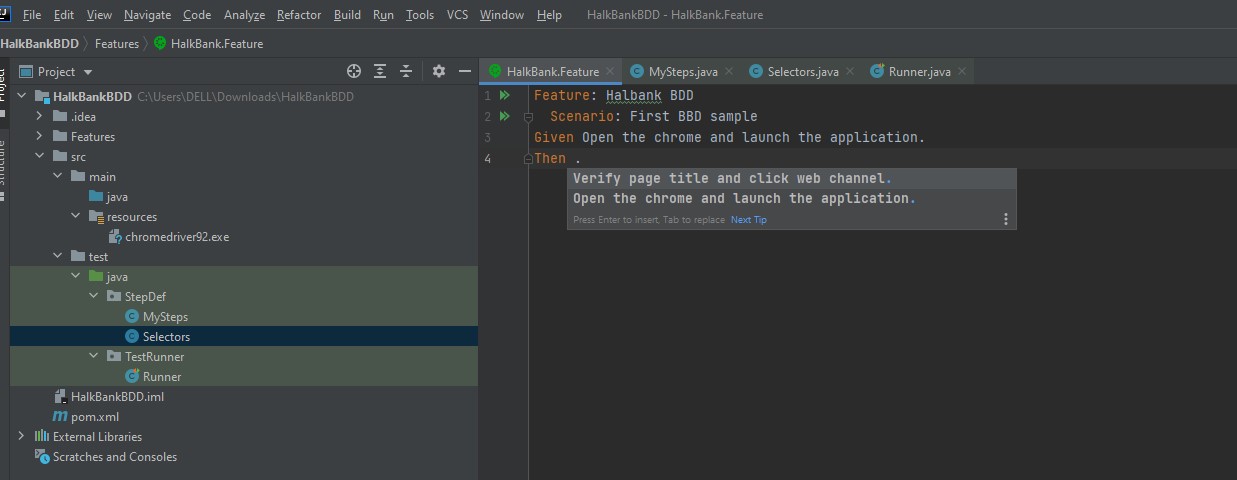 File Edit View Navigate Code Analyze Refactor Build Run Tools VCS Window Help HalkBankBDD - HalkBank.Feature
HalkBankBDD Features HalkBank.Feature
Project
Project
HalkBank.Feature MySteps.java Selectors.java Runner.java
HalkBankBDD C:\Users\DELL\Downloads\HalkBankBDD
.idea
Features
src
main
java
resources
chromedriver92.exe
test
java
StepDef
MySteps
Selectors
TestRunner
Runner
HalkBankBDD.iml
pom.xml
External Libraries
Scratches and Consoles
Structure
1 Feature: Halbank BDD
2 Scenario: First BBD sample
3 Given Open the chrome and launch the application.
4 Then .
Verify page title and click web channel.
Open the chrome and launch the application.
Press Enter to insert, Tab to replace Next Tip